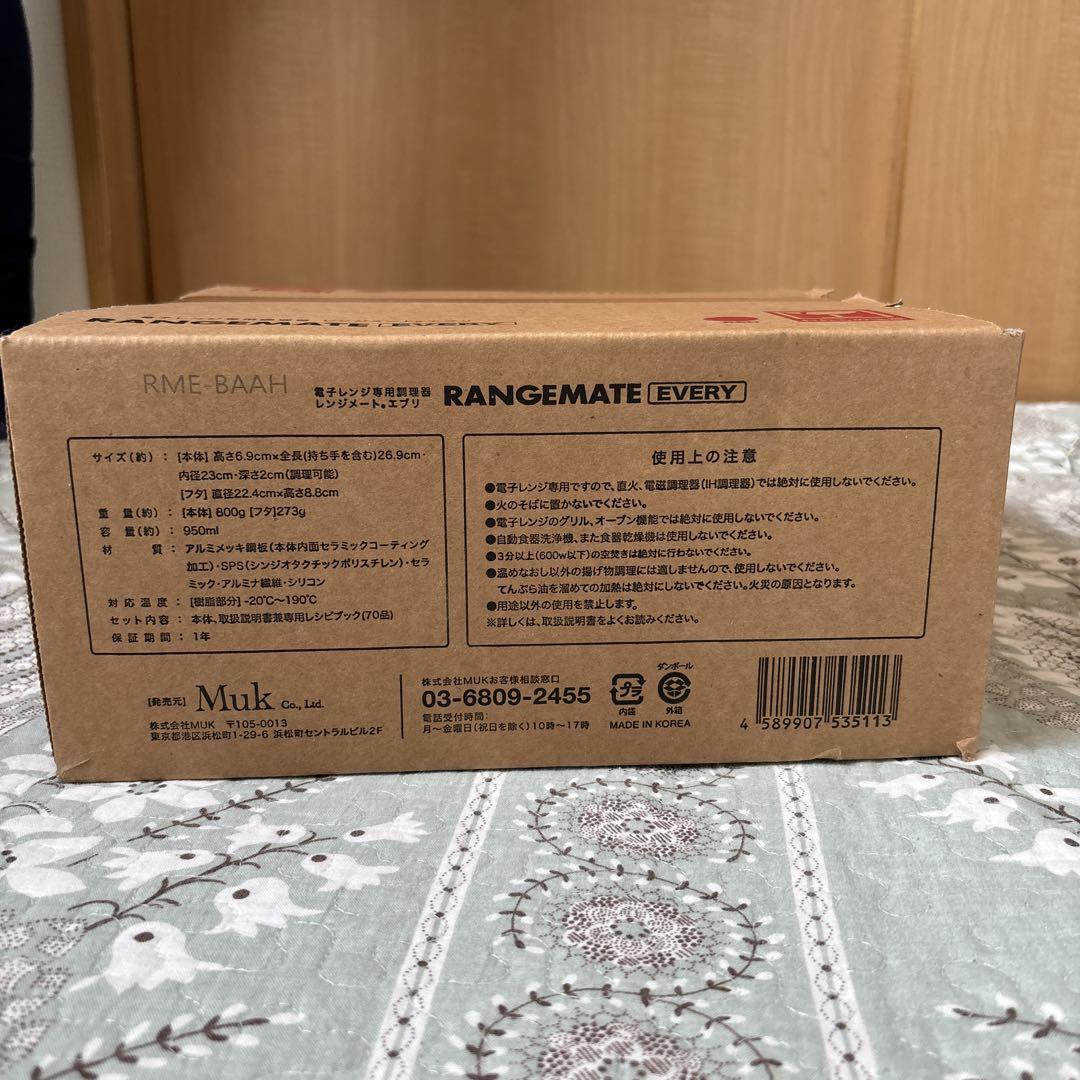 RANGEMATE EVERY
RME-BAAH
電子レンジ専用調理器
レンジメート®エブリ
RANGEMATE EVERY
サイズ(約): [本体] 高さ6.9cm×全長(持ち手を含む)26.9cm・
内径23cm・深さ2cm(調理可能)
[フタ] 直径22.4cm×高さ8.8cm
重 量(約): [本体] 800g [フタ]273g
容 量(約): 950ml
材 質: アルミメッキ鋼板(本体内面セラミックコーティング
加工)・SPS(シンジオタクチックポリスチレン)・セラ
ミック・アルミナ繊維・シリコン
対応温度: [樹脂部分] -20℃~190℃
セット内容: 本体、取扱説明書兼専用レシピブック(70品)
保証期間: 1年
使用上の注意
●電子レンジ専用ですので、直火、電磁調理器(IH調理器)では絶対に使用しないでください。
●火のそばに置かないでください。
●電子レンジのグリル、オーブン機能では絶対に使用しないでください。
●自動食器洗浄機、また食器乾燥機は使用しないでください。
●3分以上(600w以下)の空焚きは絶対に行わないでください。
●温めなおし以外の揚げ物調理には適しませんので、使用しないでください。
てんぷら油を溜めての加熱は絶対にしないでください。火災の原因となります。
●用途以外の使用を禁止します。
※詳しくは、取扱説明書をよくお読みください。
[発売元] Muk Co., Ltd.
株式会社MUK 〒105-0013
東京都港区浜松町1-29-6 浜松町セントラルビル2F
株式会社MUKお客様相談窓口
03-6809-2455
電話受付時間:
月~金曜日(祝日を除く)10時~17時
プラ
内袋
ダンボール
外箱
MADE IN KOREA
4 589907 535113